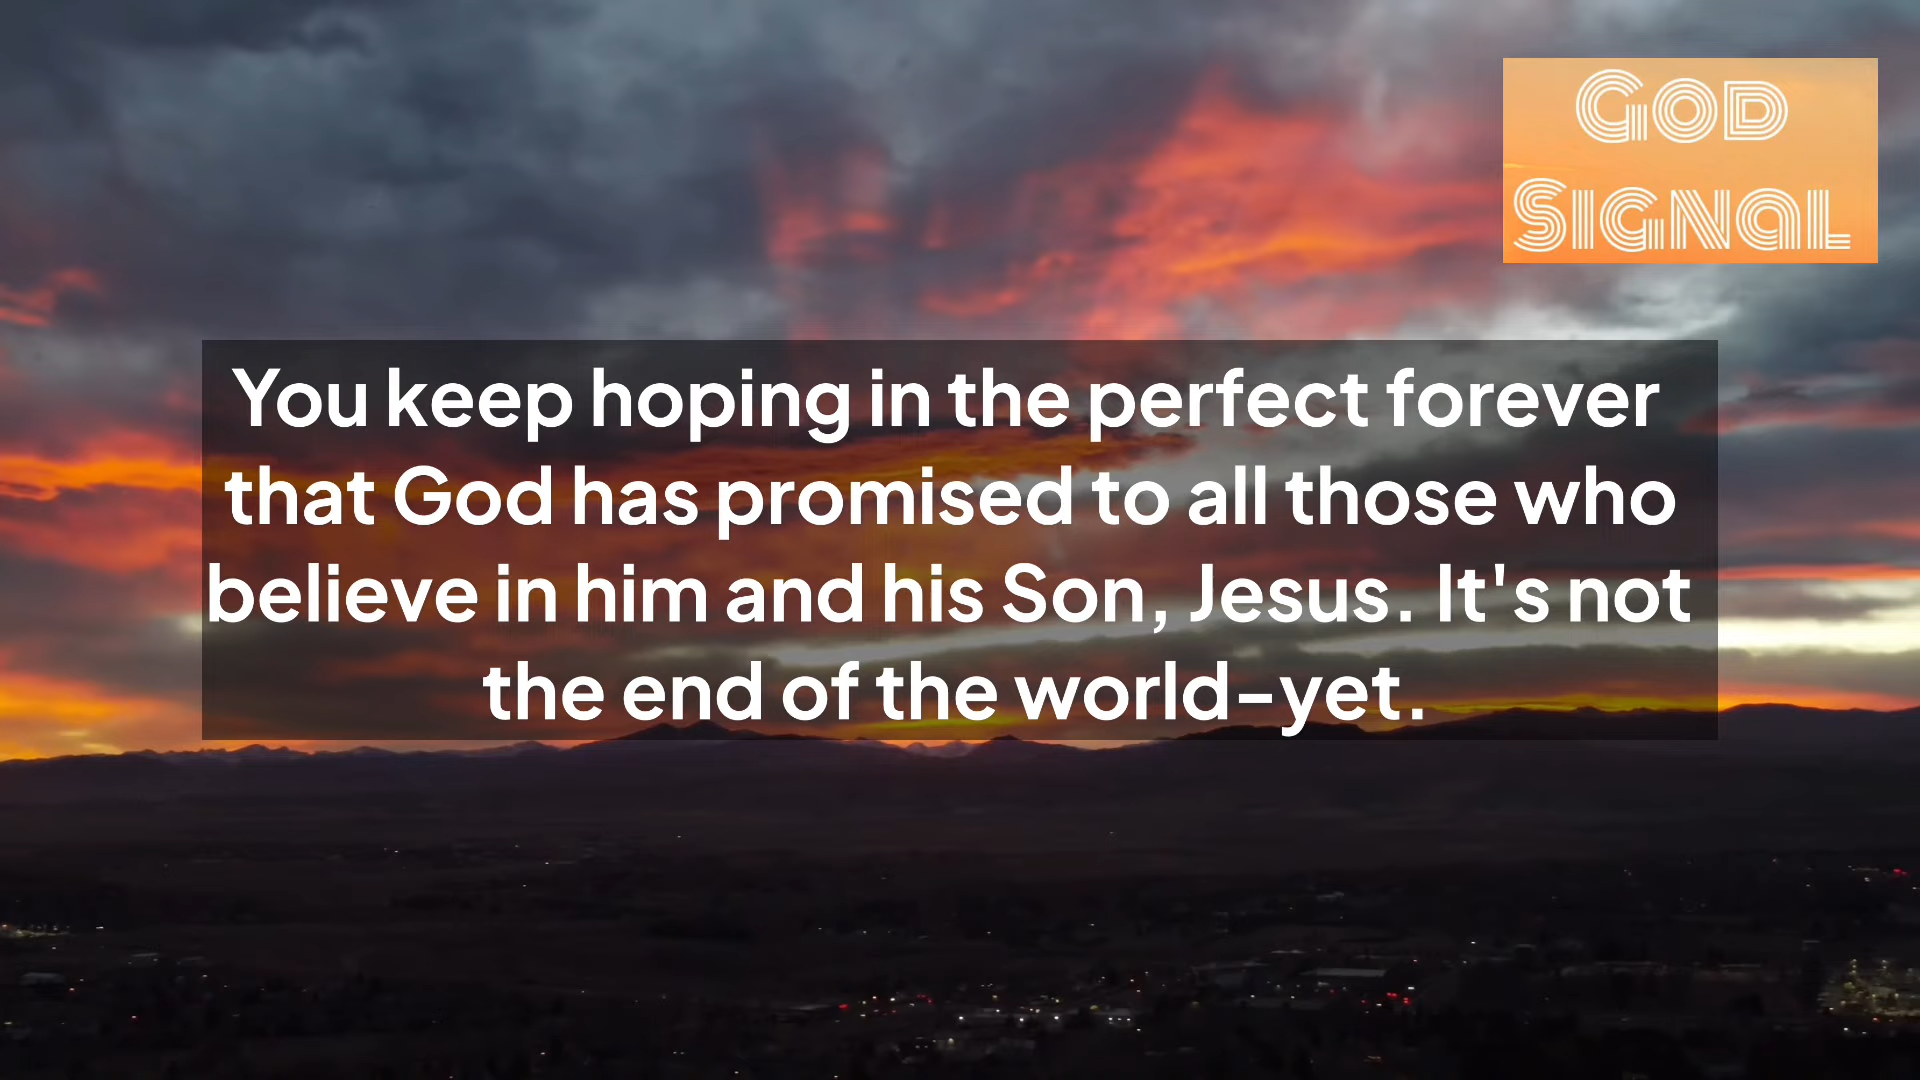 God
Signal
You keep hoping in the perfect forever
that God has promised to all those who
believe in him and his Son, Jesus. It's not
the end of the world-yet.